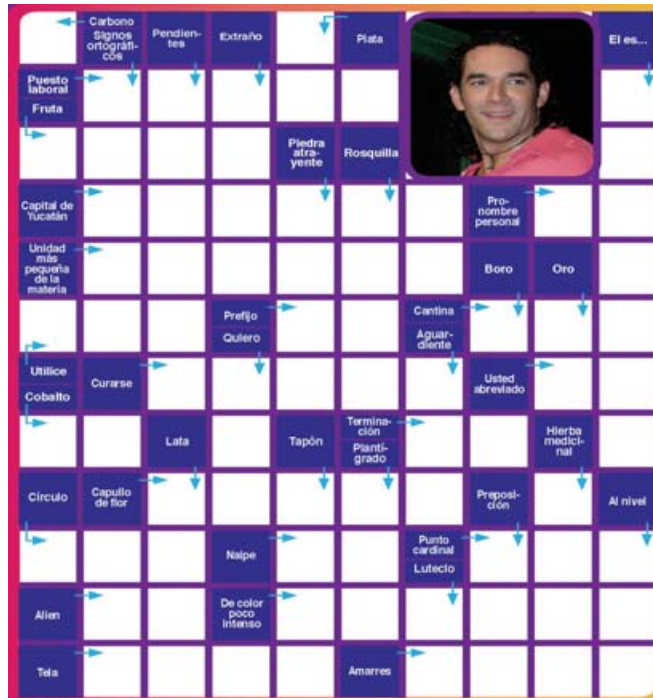 Carbono
Signos
ortográfi-
cos
Pendien-
tes
Extraño
Plata
El es...
Puesto
laboral
Fruta
Piedra
atra-
yente
Rosquilla
Capital de
Yucatán
Pro-
nombre
personal
Unidad
más
pequeña
de la
materia
Boro
Oro
Prefijo
Quiero
Cantina
Aguar-
diente
Utilice
Cobalto
Curarse
Usted
abreviado
Lata
Tapón
Termina-
ción
Plantí-
grado
Hierba
medici-
nal
Círculo
Capullo
de flor
Preposi-
ción
Al nivel
Naipe
Punto
cardinal
Lutecio
Alien
De color
poco
intenso
Tela
Amarres